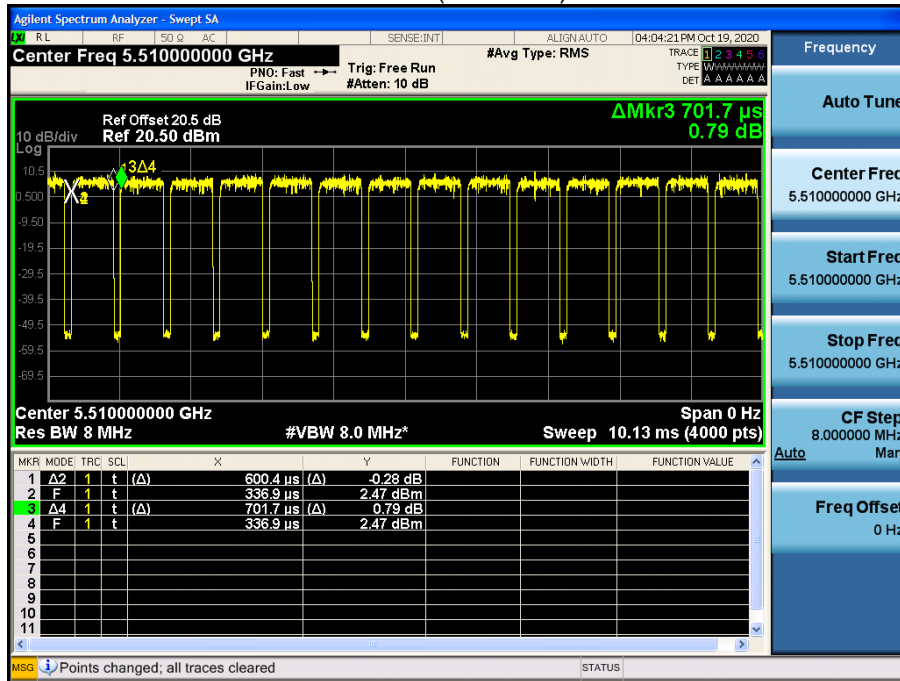 Agilent Spectrum Analyzer - Swept SA
LXI RL RF 50 Ω AC SENSE:INT ALIGN AUTO 04:04:21 PM Oct 19, 2020
Center Freq 5.510000000 GHz #Avg Type: RMS TRACE 1 2 3 4 5 6
PNO: Fast Trig: Free Run TYPE WWWWWW
IFGain:Low #Atten: 10 dB DET A A A A A A
Frequency
Auto Tune
ΔMkr3 701.7 µs
0.79 dB
Ref Offset 20.5 dB
10 dB/div Ref 20.50 dBm
Log
10.5
0.500
-9.50
-19.5
-29.5
-39.5
-49.5
-59.5
-69.5
3Δ4
Center 5.510000000 GHz Span 0 Hz
Res BW 8 MHz #VBW 8.0 MHz* Sweep 10.13 ms (4000 pts)
Center Freq
5.510000000 GHz
Start Freq
5.510000000 GHz
Stop Freq
5.510000000 GHz
CF Step
8.000000 MHz
Auto Man
Freq Offset
0 Hz
MKR MODE TRC SCL X Y FUNCTION FUNCTION WIDTH FUNCTION VALUE
1 Δ2 1 t (Δ) 600.4 µs (Δ) -0.28 dB
2 F 1 t 336.9 µs 2.47 dBm
3 Δ4 1 t (Δ) 701.7 µs (Δ) 0.79 dB
4 F 1 t 336.9 µs 2.47 dBm
5
6
7
8
9
10
11
MSG Points changed; all traces cleared STATUS